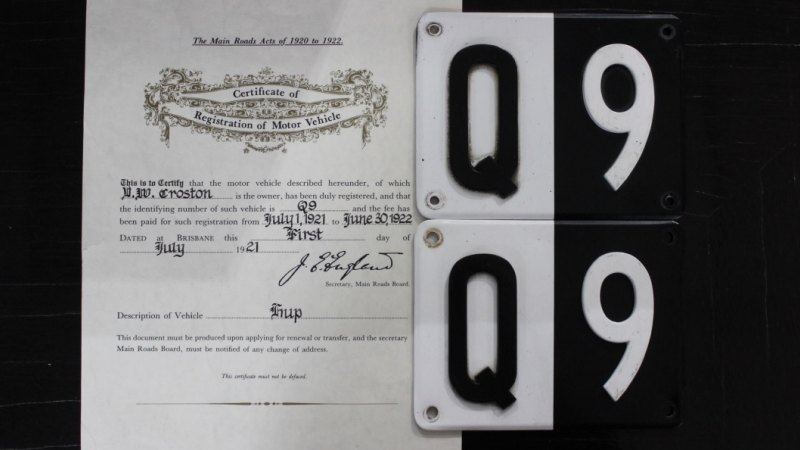 The Main Roads Acts of 1920 to 1922.
Certificate of
Registration of Motor Vehicle
This is to Certify that the motor vehicle described hereunder, of which
V.W. Croston is the owner, has been duly registered, and that
the identifying number of such vehicle is Q9 and the fee has
been paid for such registration from July 1, 1921 to June 30, 1922
DATED at BRISBANE this First day of
July 1921
J. E. England
Secretary, Main Roads Board.
Description of Vehicle Hup
This document must be produced upon applying for renewal or transfer, and the secretary
Main Roads Board, must be notified of any change of address.
This certificate must not be defaced.
Q9
Q9